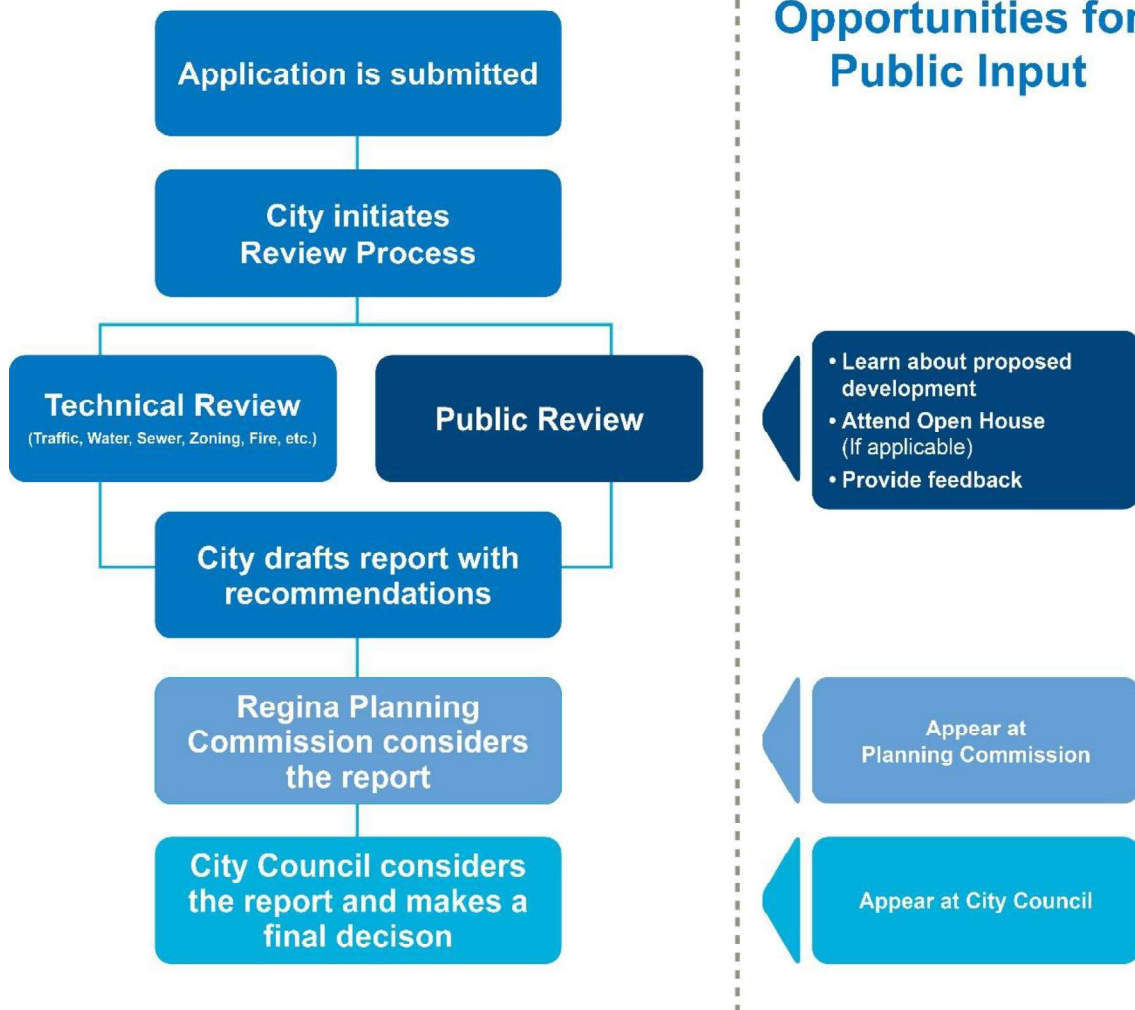 Opportunities for
Public Input
Application is submitted
City initiates
Review Process
Technical Review
(Traffic, Water, Sewer, Zoning, Fire, etc.)
Public Review
• Learn about proposed
development
• Attend Open House
(If applicable)
• Provide feedback
City drafts report with
recommendations
Regina Planning
Commission considers
the report
Appear at
Planning Commission
City Council considers
the report and makes a
final decison
Appear at City Council